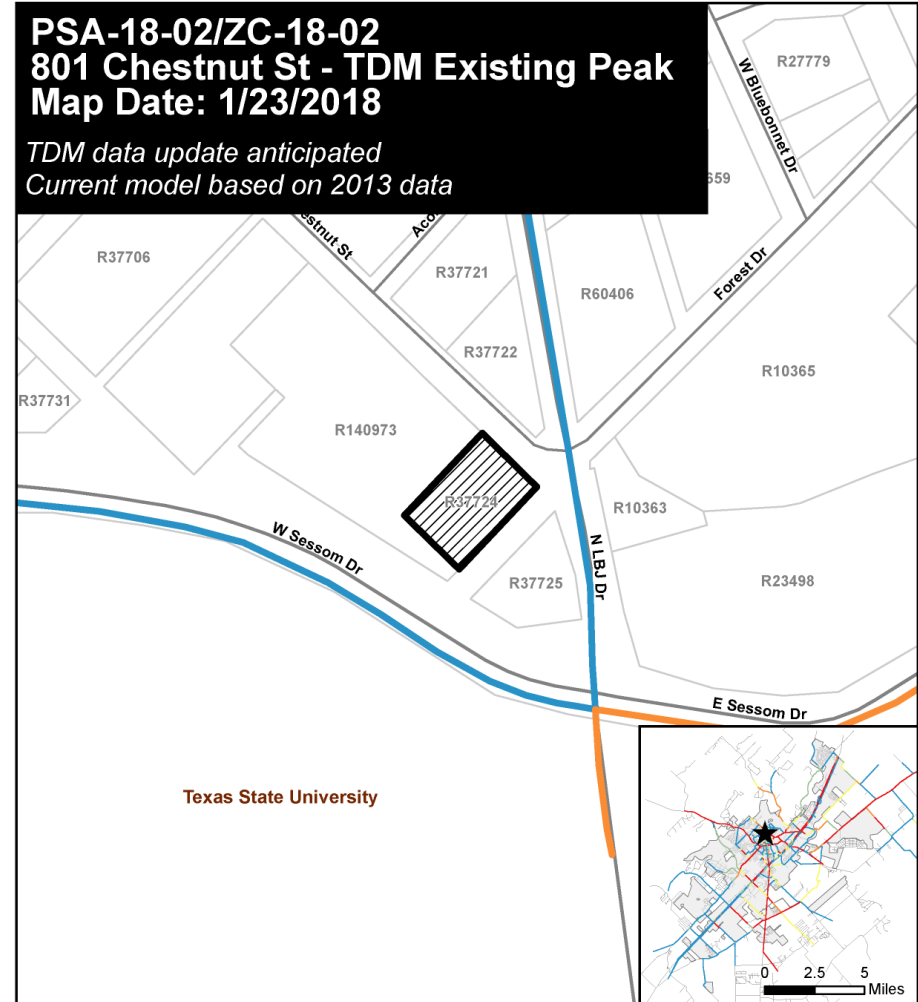 PSA-18-02/ZC-18-02
801 Chestnut St - TDM Existing Peak
Map Date: 1/23/2018
TDM data update anticipated
Current model based on 2013 data
R27779
W Bluebonnet Dr
659
estnut St
Aco
R37706
R37721
Forest Dr
R60406
R37722
R10365
R37731
R140973
R37724
R10363
W Sessom Dr
N LBJ Dr
R37725
R23498
E Sessom Dr
Texas State University
0 2.5 5
Miles